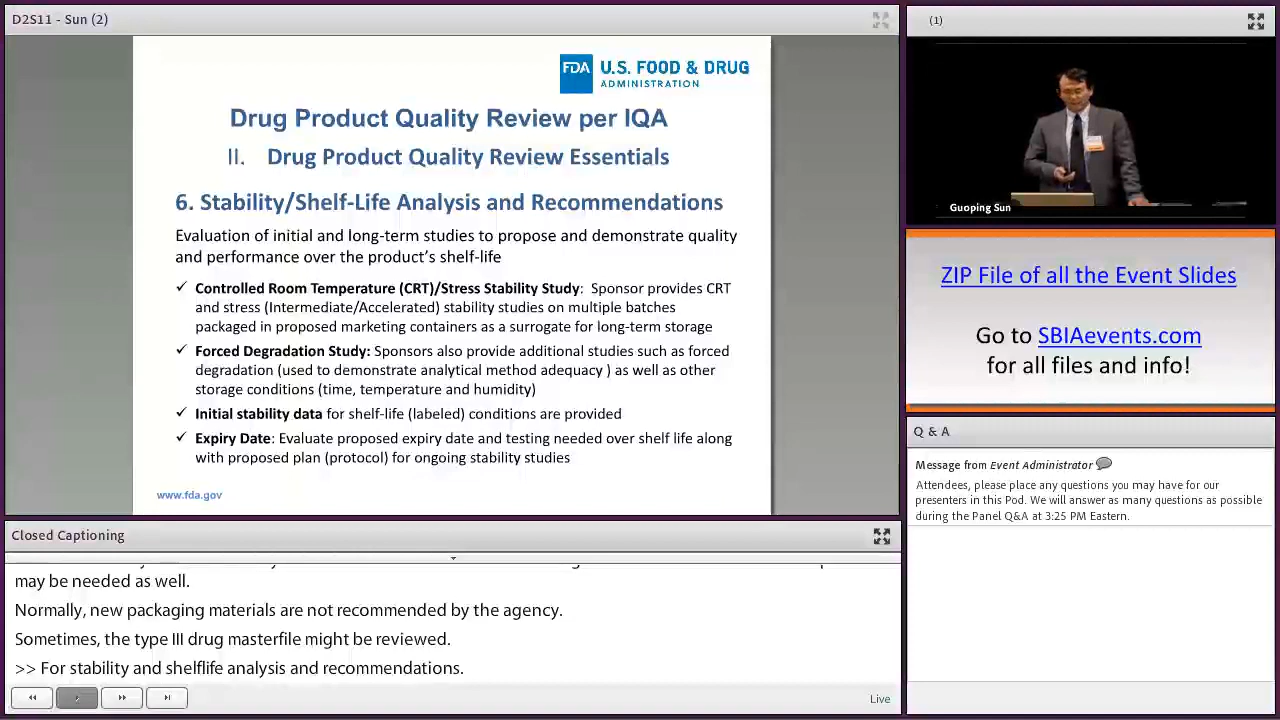 D2S11 - Sun (2)
FDA U.S. FOOD & DRUG
ADMINISTRATION
Drug Product Quality Review per IQA
II. Drug Product Quality Review Essentials
6. Stability/Shelf-Life Analysis and Recommendations
Evaluation of initial and long-term studies to propose and demonstrate quality
and performance over the product's shelf-life
✓ Controlled Room Temperature (CRT)/Stress Stability Study: Sponsor provides CRT
and stress (Intermediate/Accelerated) stability studies on multiple batches
packaged in proposed marketing containers as a surrogate for long-term storage
✓ Forced Degradation Study: Sponsors also provide additional studies such as forced
degradation (used to demonstrate analytical method adequacy ) as well as other
storage conditions (time, temperature and humidity)
✓ Initial stability data for shelf-life (labeled) conditions are provided
✓ Expiry Date: Evaluate proposed expiry date and testing needed over shelf life along
with proposed plan (protocol) for ongoing stability studies
www.fda.gov
Closed Captioning
may be needed as well.
Normally, new packaging materials are not recommended by the agency.
Sometimes, the type III drug masterfile might be reviewed.
>> For stability and shelflife analysis and recommendations.
Live
(1)
Guoping Sun
ZIP File of all the Event Slides
Go to SBIAevents.com
for all files and info!
Q & A
Message from Event Administrator
Attendees, please place any questions you may have for our
presenters in this Pod. We will answer as many questions as possible
during the Panel Q&A at 3:25 PM Eastern.